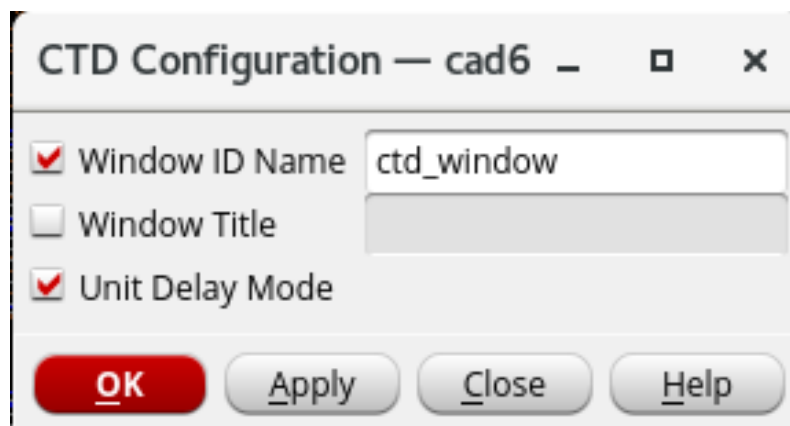 CTD Configuration — cad6
Window ID Name ctd_window
Window Title
Unit Delay Mode
OK Apply Close Help